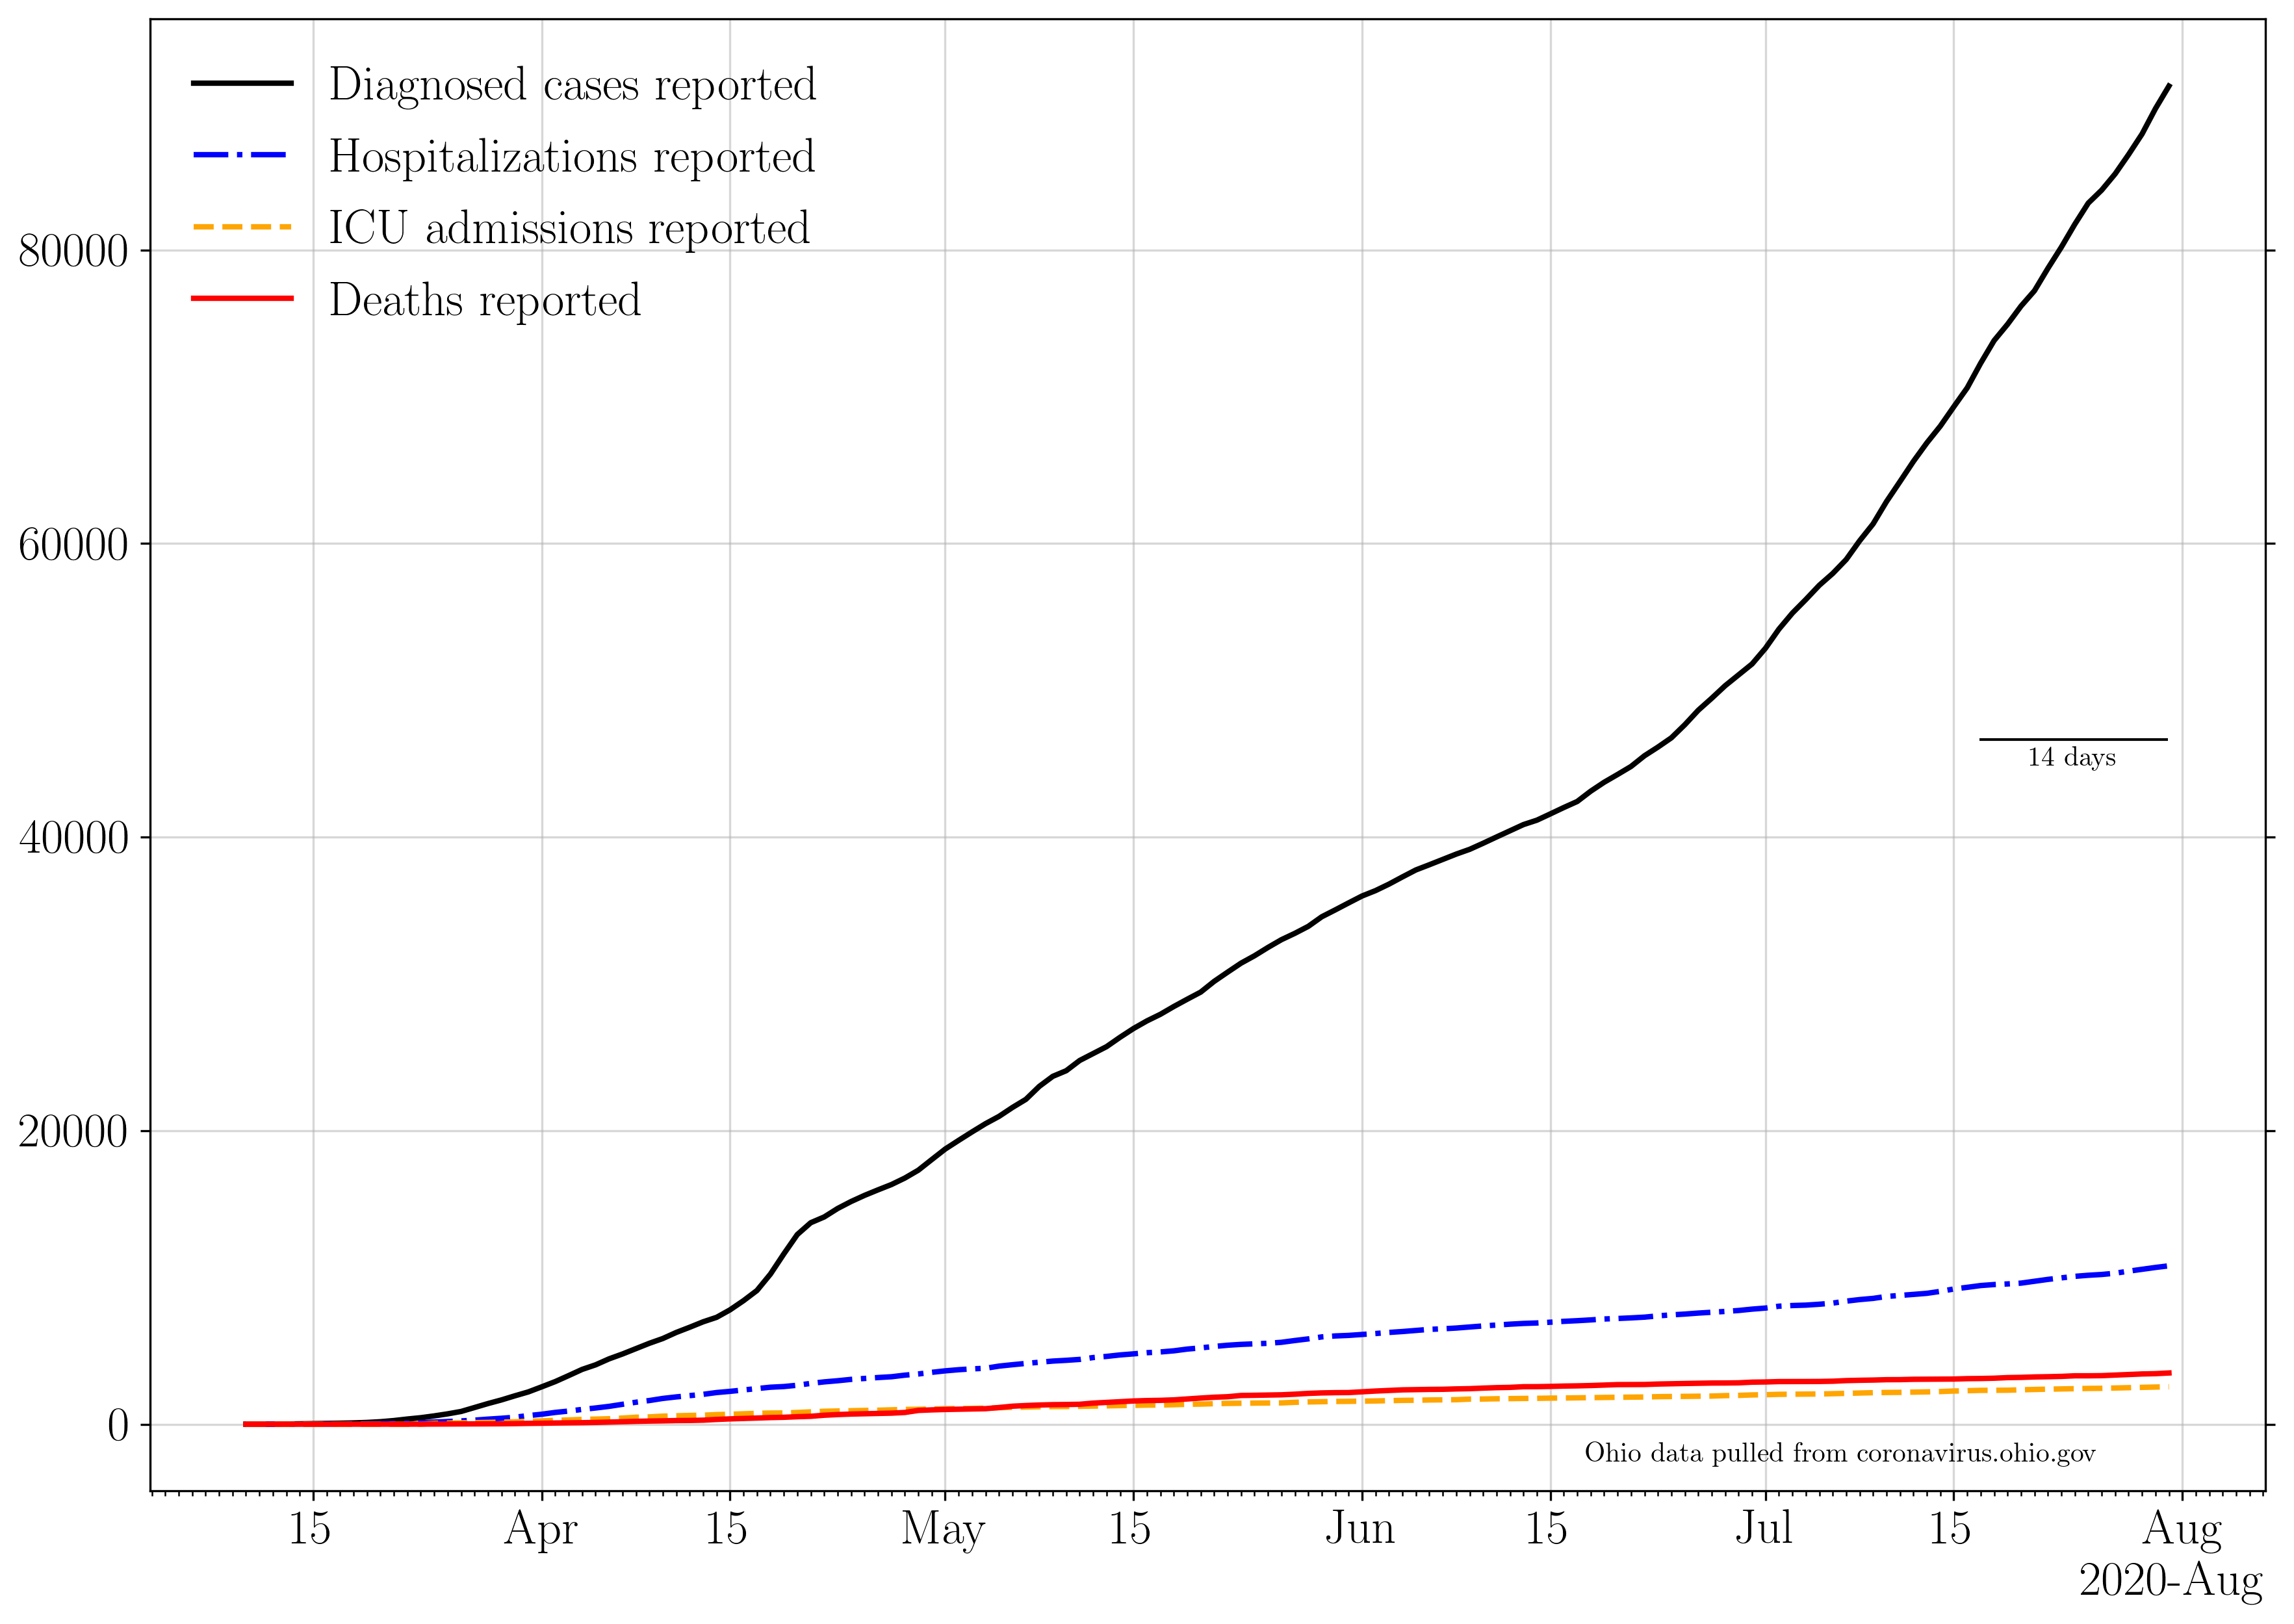 Diagnosed cases reported
Hospitalizations reported
ICU admissions reported
Deaths reported
80000
60000
40000
20000
0
14 days
Ohio data pulled from coronavirus.ohio.gov
15 Apr 15 May 15 Jun 15 Jul 15 Aug
2020-Aug